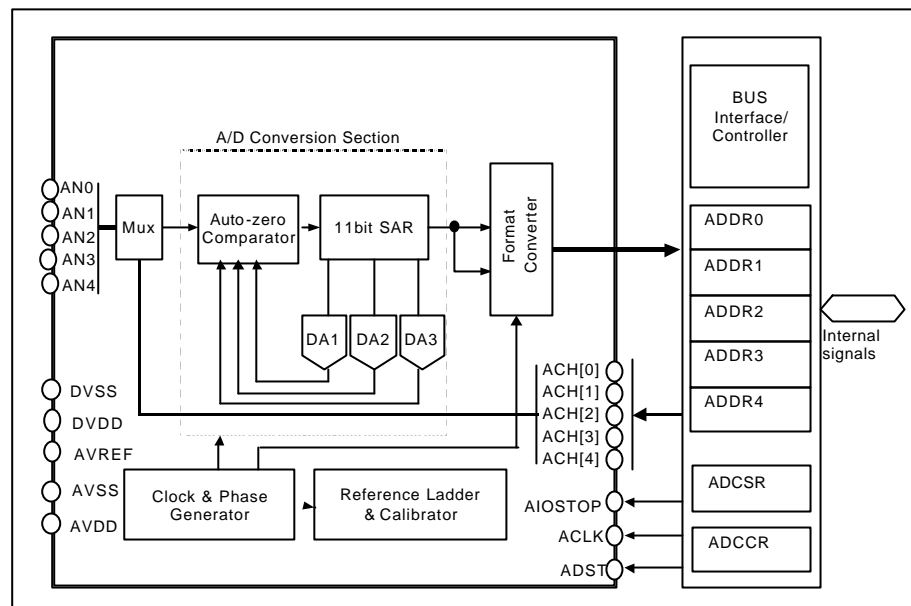 BUS
Interface/
Controller
A/D Conversion Section
AN0
AN1
AN2
AN3
AN4
Mux
Auto-zero
Comparator
11bit SAR
Format
Converter
ADDR0
ADDR1
ADDR2
ADDR3
ADDR4
Internal
signals
DA1
DA2
DA3
ACH[0]
ACH[1]
ACH[2]
ACH[3]
ACH[4]
DVSS
DVDD
AVREF
AVSS
AVDD
Clock & Phase
Generator
Reference Ladder
& Calibrator
AIOSTOP
ACLK
ADST
ADCSR
ADCCR